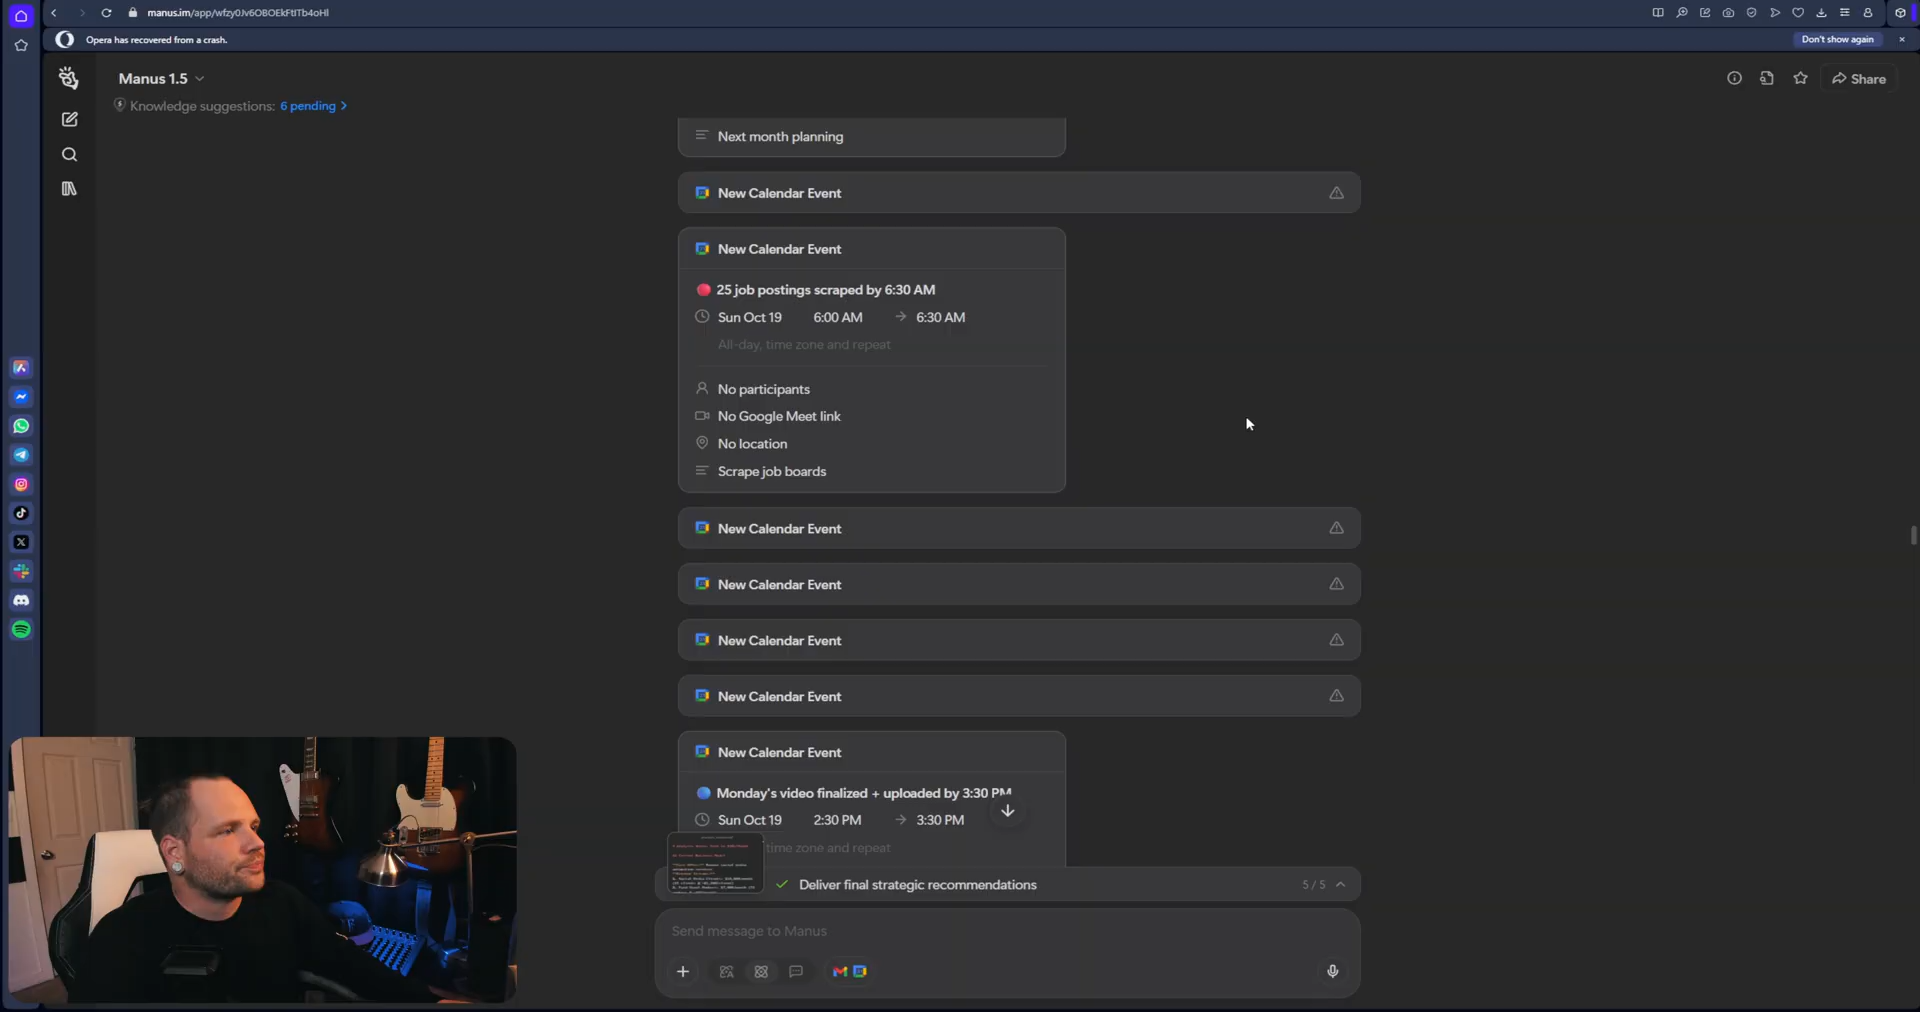 manus.im/app/wfzy0Jv6OBOEkFtITb4oHl
Opera has recovered from a crash.
Don't show again
Manus 1.5
Share
Knowledge suggestions: 6 pending
Next month planning
New Calendar Event
New Calendar Event
25 job postings scraped by 6:30 AM
Sun Oct 19 6:00 AM → 6:30 AM
All-day, time zone and repeat
No participants
No Google Meet link
No location
Scrape job boards
New Calendar Event
New Calendar Event
New Calendar Event
New Calendar Event
New Calendar Event
Monday's video finalized + uploaded by 3:30 PM
Sun Oct 19 2:30 PM → 3:30 PM
time zone and repeat
Deliver final strategic recommendations 5 / 5
Send message to Manus